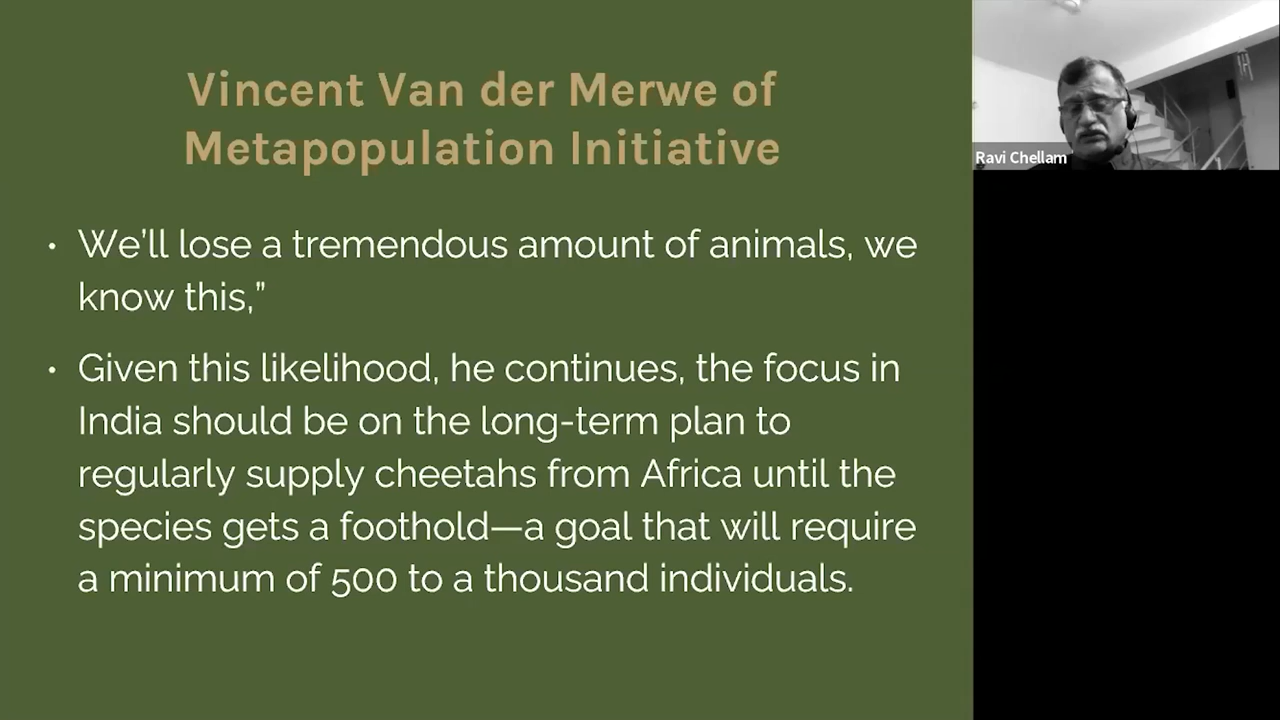 Vincent Van der Merwe of
Metapopulation Initiative
• We’ll lose a tremendous amount of animals, we
know this,”
• Given this likelihood, he continues, the focus in
India should be on the long-term plan to
regularly supply cheetahs from Africa until the
species gets a foothold—a goal that will require
a minimum of 500 to a thousand individuals.
Ravi Chellam